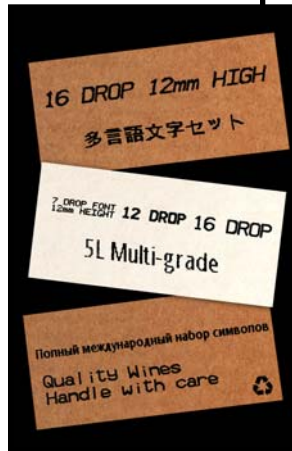 16 DROP 12mm HIGH
多言語文字セット
7 DROP FONT
12mm HEIGHT 12 DROP 16 DROP
5L Multi-grade
Полный международный набор символов
Quality Wines
Handle with care